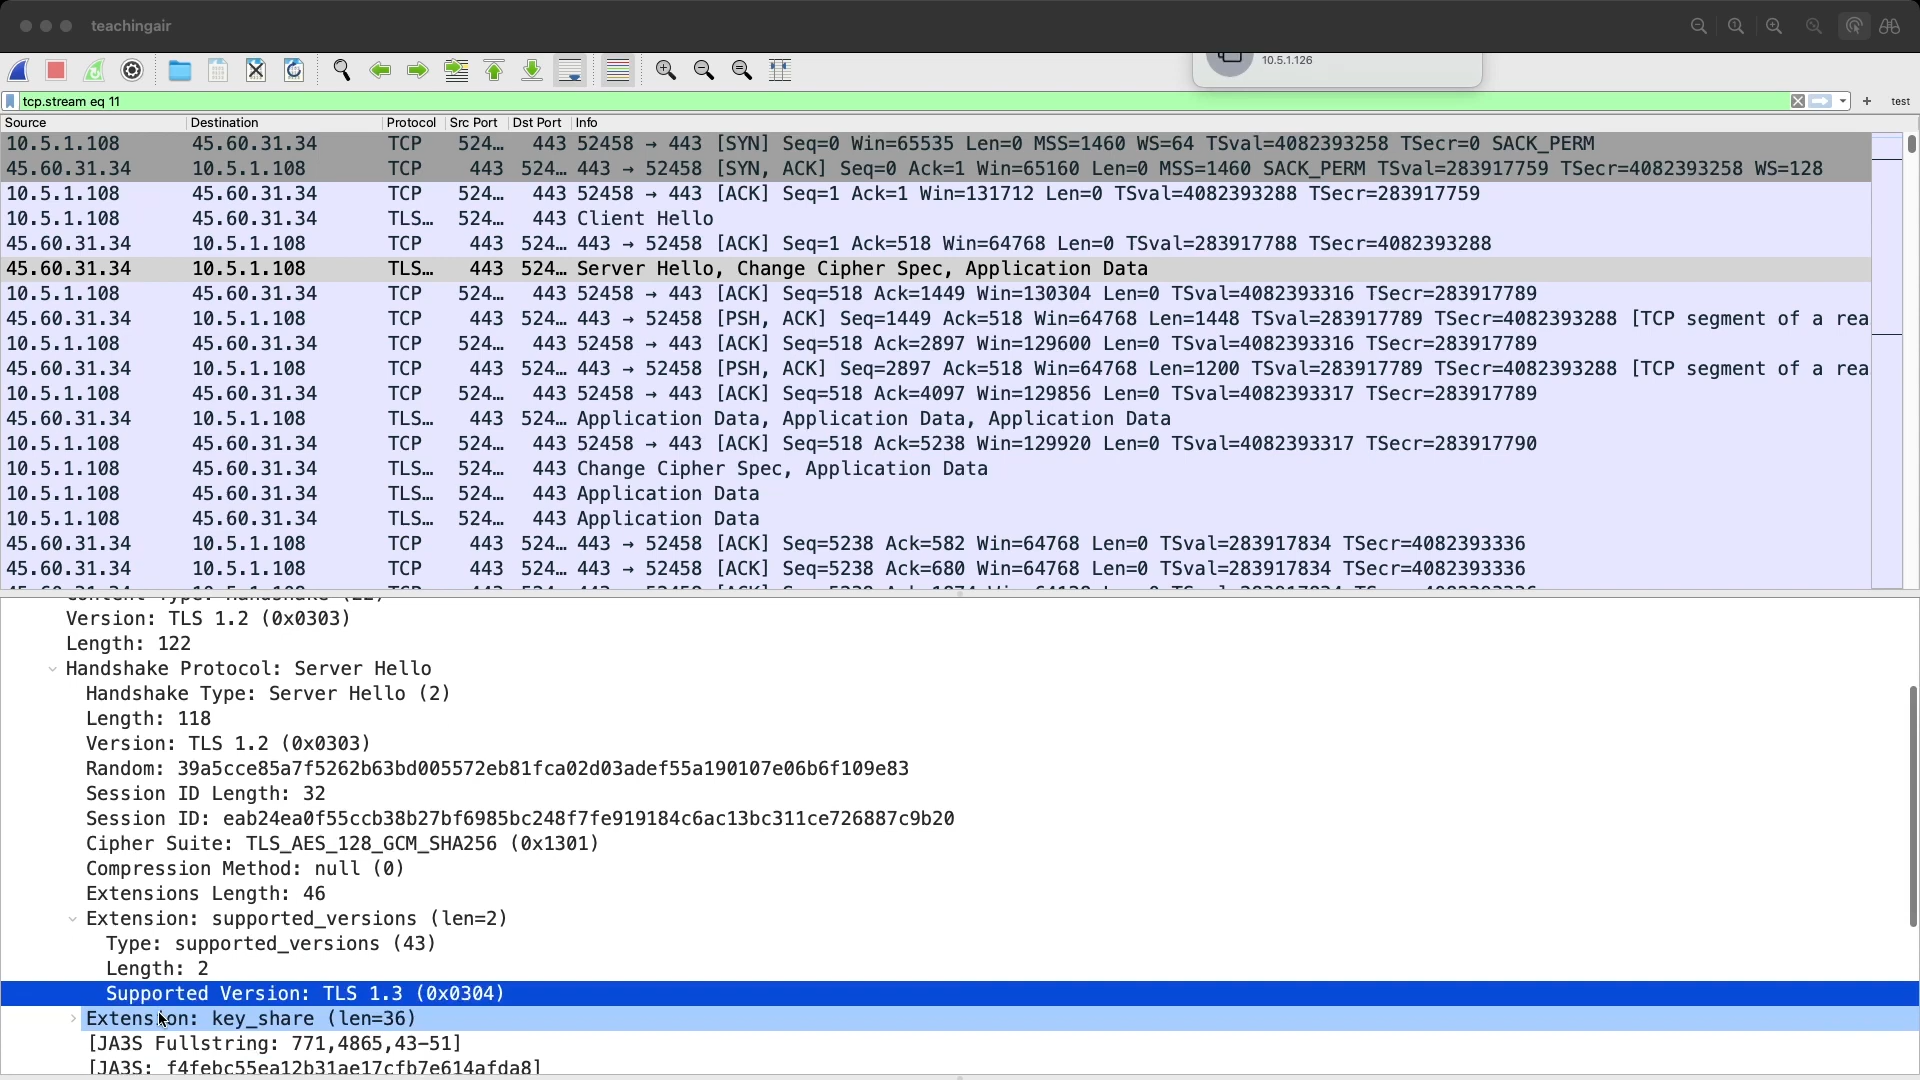 teachingair
10.5.1.126
tcp.stream eq 11
+ test
Source Destination Protocol Src Port Dst Port Info
10.5.1.108 45.60.31.34 TCP 524… 443 52458 → 443 [SYN] Seq=0 Win=65535 Len=0 MSS=1460 WS=64 TSval=4082393258 TSecr=0 SACK_PERM
45.60.31.34 10.5.1.108 TCP 443 524… 443 → 52458 [SYN, ACK] Seq=0 Ack=1 Win=65160 Len=0 MSS=1460 SACK_PERM TSval=283917759 TSecr=4082393258 WS=128
10.5.1.108 45.60.31.34 TCP 524… 443 52458 → 443 [ACK] Seq=1 Ack=1 Win=131712 Len=0 TSval=4082393288 TSecr=283917759
10.5.1.108 45.60.31.34 TLS… 524… 443 Client Hello
45.60.31.34 10.5.1.108 TCP 443 524… 443 → 52458 [ACK] Seq=1 Ack=518 Win=64768 Len=0 TSval=283917788 TSecr=4082393288
45.60.31.34 10.5.1.108 TLS… 443 524… Server Hello, Change Cipher Spec, Application Data
10.5.1.108 45.60.31.34 TCP 524… 443 52458 → 443 [ACK] Seq=518 Ack=1449 Win=130304 Len=0 TSval=4082393316 TSecr=283917789
45.60.31.34 10.5.1.108 TCP 443 524… 443 → 52458 [PSH, ACK] Seq=1449 Ack=518 Win=64768 Len=1448 TSval=283917789 TSecr=4082393288 [TCP segment of a rea
10.5.1.108 45.60.31.34 TCP 524… 443 52458 → 443 [ACK] Seq=518 Ack=2897 Win=129600 Len=0 TSval=4082393316 TSecr=283917789
45.60.31.34 10.5.1.108 TCP 443 524… 443 → 52458 [PSH, ACK] Seq=2897 Ack=518 Win=64768 Len=1200 TSval=283917789 TSecr=4082393288 [TCP segment of a rea
10.5.1.108 45.60.31.34 TCP 524… 443 52458 → 443 [ACK] Seq=518 Ack=4097 Win=129856 Len=0 TSval=4082393317 TSecr=283917789
45.60.31.34 10.5.1.108 TLS… 443 524… Application Data, Application Data, Application Data
10.5.1.108 45.60.31.34 TCP 524… 443 52458 → 443 [ACK] Seq=518 Ack=5238 Win=129920 Len=0 TSval=4082393317 TSecr=283917790
10.5.1.108 45.60.31.34 TLS… 524… 443 Change Cipher Spec, Application Data
10.5.1.108 45.60.31.34 TLS… 524… 443 Application Data
10.5.1.108 45.60.31.34 TLS… 524… 443 Application Data
45.60.31.34 10.5.1.108 TCP 443 524… 443 → 52458 [ACK] Seq=5238 Ack=582 Win=64768 Len=0 TSval=283917834 TSecr=4082393336
45.60.31.34 10.5.1.108 TCP 443 524… 443 → 52458 [ACK] Seq=5238 Ack=680 Win=64768 Len=0 TSval=283917834 TSecr=4082393336
Version: TLS 1.2 (0x0303)
Length: 122
Handshake Protocol: Server Hello
Handshake Type: Server Hello (2)
Length: 118
Version: TLS 1.2 (0x0303)
Random: 39a5cce85a7f5262b63bd005572eb81fca02d03adef55a190107e06b6f109e83
Session ID Length: 32
Session ID: eab24ea0f55ccb38b27bf6985bc248f7fe919184c6ac13bc311ce726887c9b20
Cipher Suite: TLS_AES_128_GCM_SHA256 (0x1301)
Compression Method: null (0)
Extensions Length: 46
Extension: supported_versions (len=2)
Type: supported_versions (43)
Length: 2
Supported Version: TLS 1.3 (0x0304)
Extension: key_share (len=36)
[JA3S Fullstring: 771,4865,43-51]
[JA3S: f4febc55ea12b31ae17cfb7e614afda8]